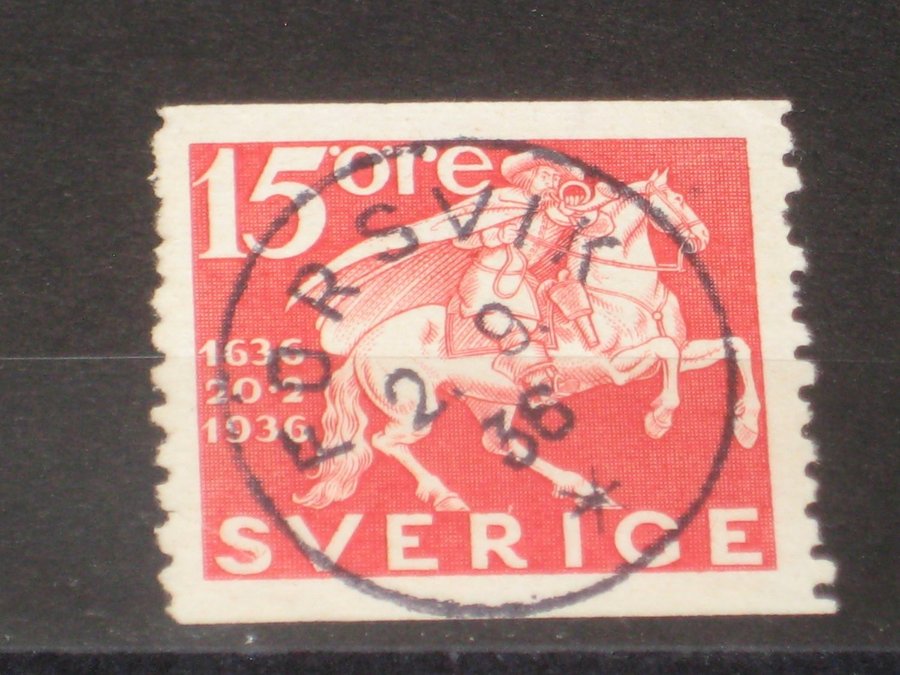 15 öre
1636
20·2
1936
SVERIGE
FORSVIK
2. 9.
36
*